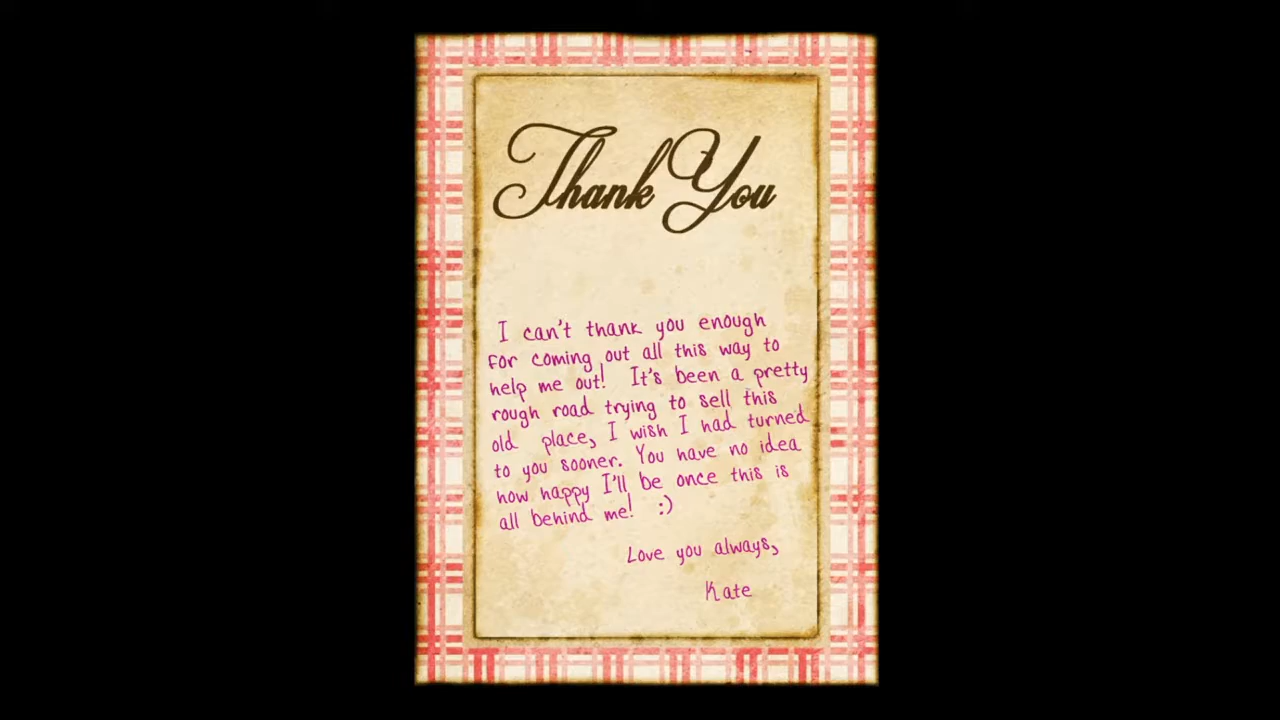 Thank You
I can't thank you enough
for coming out all this way to
help me out! It's been a pretty
rough road trying to sell this
old place, I wish I had turned
to you sooner. You have no idea
how happy I'll be once this is
all behind me! :)
Love you always,
Kate